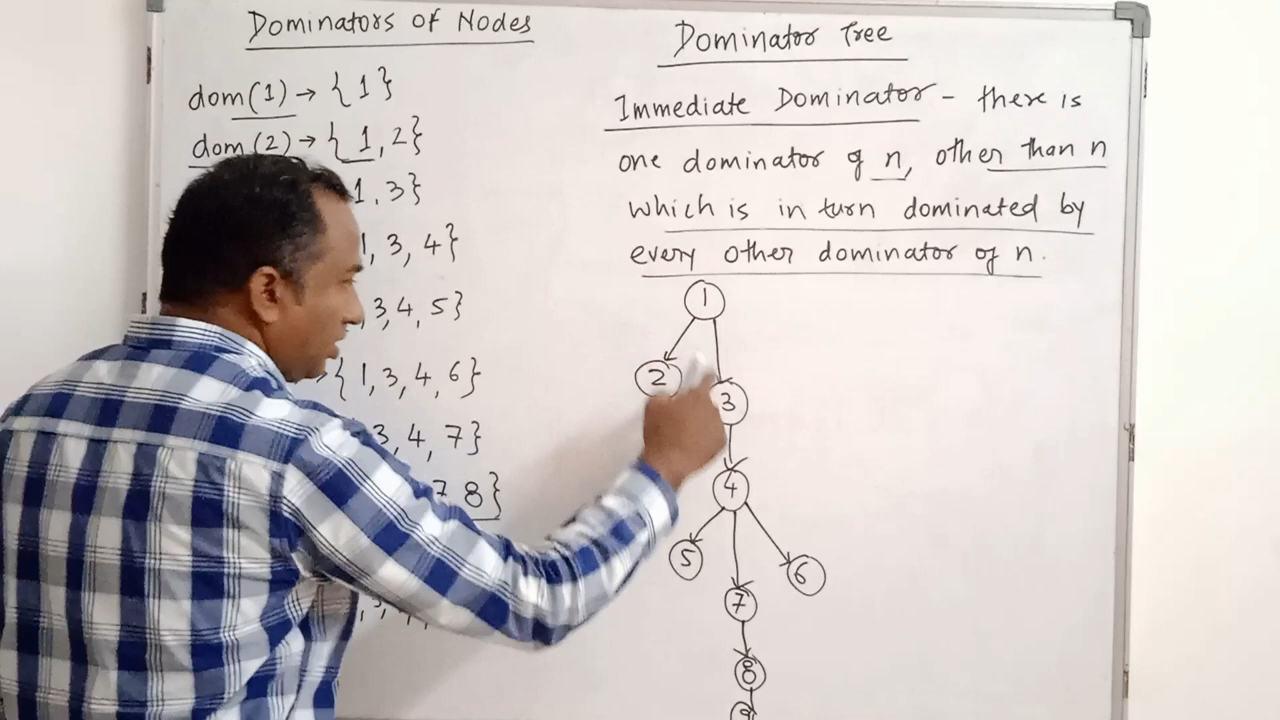 Dominators of Nodes
dom(1) → {1}
dom(2) → {1,2}
1,3}
1,3,4}
3,4,5}
→{1,3,4,6}
3,4,7}
7 8}
Dominator Tree
Immediate Dominator - there is
one dominator of n, other than n
which is in turn dominated by
every other dominator of n.
1
2
3
4
5
6
7
8